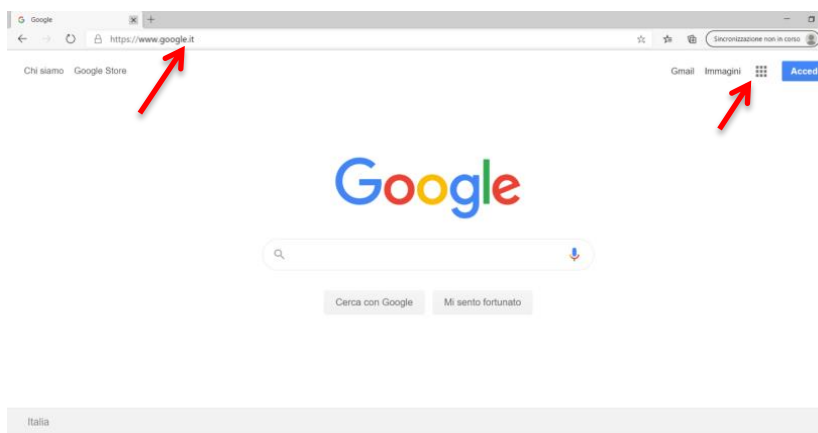 Google
https://www.google.it
Sincronizzazione non in corso
Chi siamo Google Store
Gmail Immagini Acced
Google
Cerca con Google Mi sento fortunato
Italia